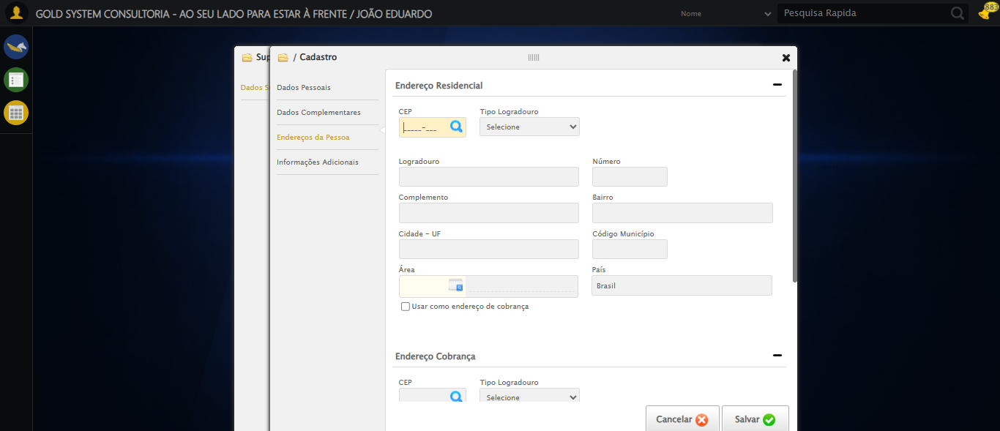 GOLD SYSTEM CONSULTORIA - AO SEU LADO PARA ESTAR À FRENTE / JOÃO EDUARDO
Nome
Pesquisa Rapida
883
Sup
/ Cadastro
Dados S
Dados Pessoais
Dados Complementares
Endereços da Pessoa
Informações Adicionais
Endereço Residencial
CEP
Tipo Logradouro
_____-___
Selecione
Logradouro
Número
Complemento
Bairro
Cidade - UF
Código Município
Área
País
Brasil
Usar como endereço de cobrança
Endereço Cobrança
CEP
Tipo Logradouro
Selecione
Cancelar
Salvar